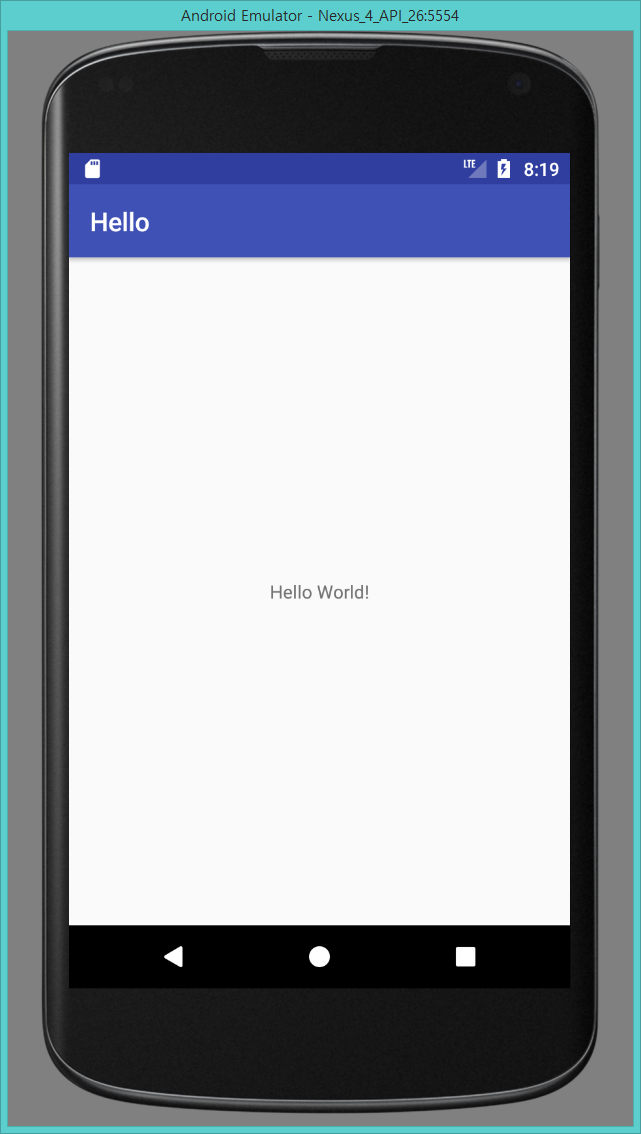 Android Emulator - Nexus_4_API_26:5554
LTE 8:19
Hello
Hello World!